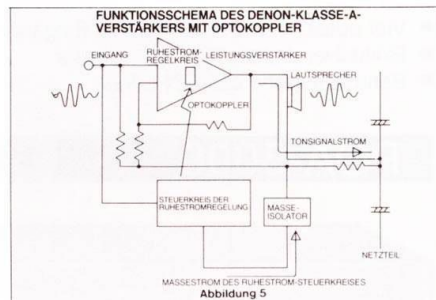 FUNKTIONSSCHEMA DES DENON-KLASSE-A-
VERSTÄRKERS MIT OPTOKOPPLER
EINGANG
RUHESTROM-
REGELKREIS
LEISTUNGSVERSTÄRKER
LAUTSPRECHER
OPTOKOPPLER
TONSIGNALSTROM
STEUERKREIS DER
RUHESTROMREGELUNG
MASSE-
ISOLATOR
NETZTEIL
MASSESTROM DES RUHESTROM-STEUERKREISES
Abbildung 5